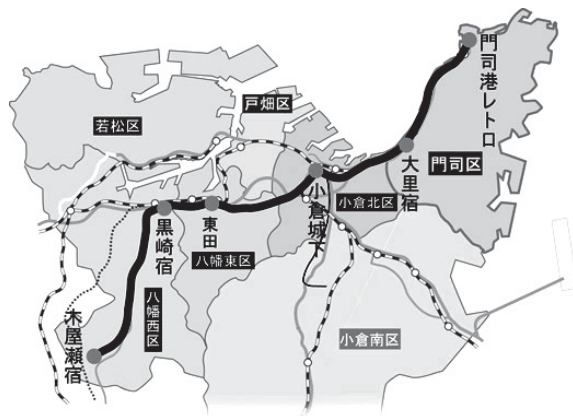 門司港レトロ
戸畑区
若松区
大里宿
門司区
小倉城下
小倉北区
東田
黒崎宿
八幡東区
八幡西区
木屋瀬宿
小倉南区